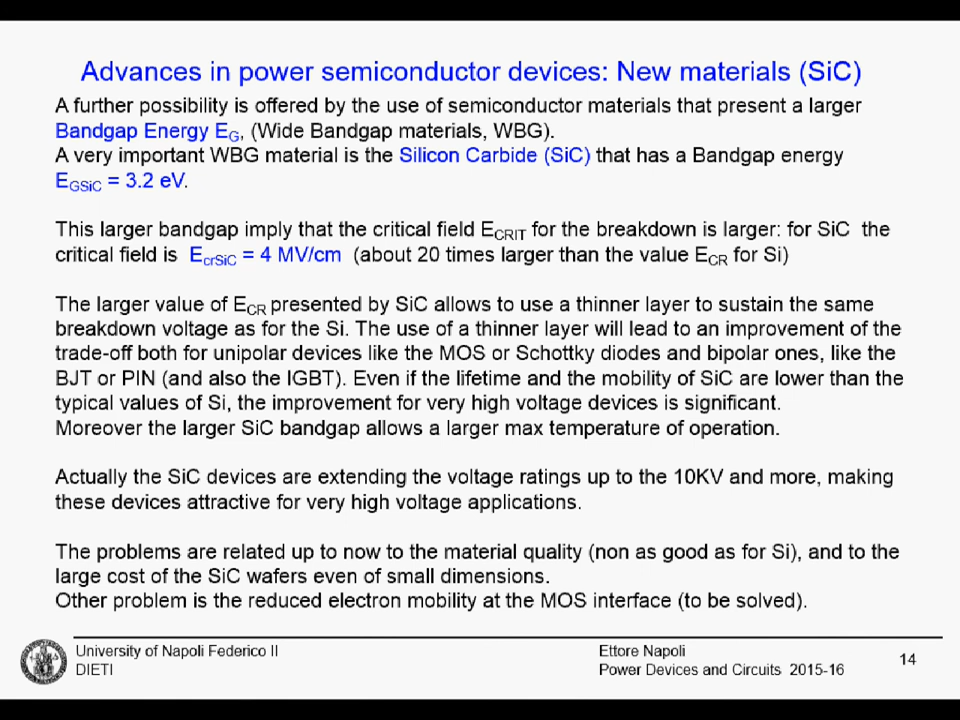 Advances in power semiconductor devices: New materials (SiC)
A further possibility is offered by the use of semiconductor materials that present a larger
Bandgap Energy EG, (Wide Bandgap materials, WBG).
A very important WBG material is the Silicon Carbide (SiC) that has a Bandgap energy
EGSiC = 3.2 eV.
This larger bandgap imply that the critical field ECRIT for the breakdown is larger: for SiC the
critical field is EcrSiC = 4 MV/cm (about 20 times larger than the value ECR for Si)
The larger value of ECR presented by SiC allows to use a thinner layer to sustain the same
breakdown voltage as for the Si. The use of a thinner layer will lead to an improvement of the
trade-off both for unipolar devices like the MOS or Schottky diodes and bipolar ones, like the
BJT or PIN (and also the IGBT). Even if the lifetime and the mobility of SiC are lower than the
typical values of Si, the improvement for very high voltage devices is significant.
Moreover the larger SiC bandgap allows a larger max temperature of operation.
Actually the SiC devices are extending the voltage ratings up to the 10KV and more, making
these devices attractive for very high voltage applications.
The problems are related up to now to the material quality (non as good as for Si), and to the
large cost of the SiC wafers even of small dimensions.
Other problem is the reduced electron mobility at the MOS interface (to be solved).
University of Napoli Federico II
DIETI
Ettore Napoli
Power Devices and Circuits 2015-16
14